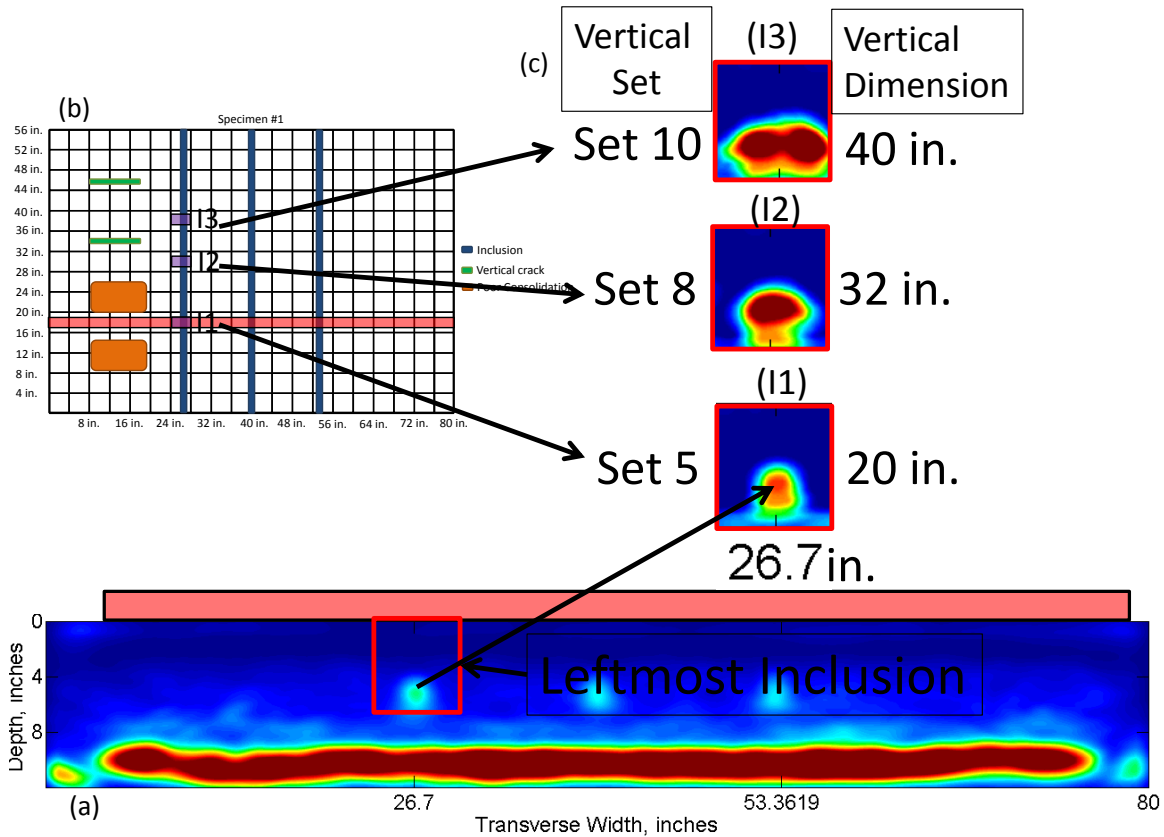 Vertical
Set
(I3)
Vertical
Dimension
(c)
(b)
Specimen #1
56 in.
52 in.
48 in.
44 in.
40 in.
36 in.
32 in.
28 in.
24 in.
20 in.
16 in.
12 in.
8 in.
4 in.
8 in.
16 in.
24 in.
32 in.
40 in.
48 in.
56 in.
64 in.
72 in.
80 in.
I3
I2
I1
Inclusion
Vertical crack
Poor Consolidation
Set 10
40 in.
(I2)
Set 8
32 in.
(I1)
Set 5
20 in.
26.7 in.
Leftmost Inclusion
0
4
8
Depth, inches
(a)
26.7
53.3619
80
Transverse Width, inches